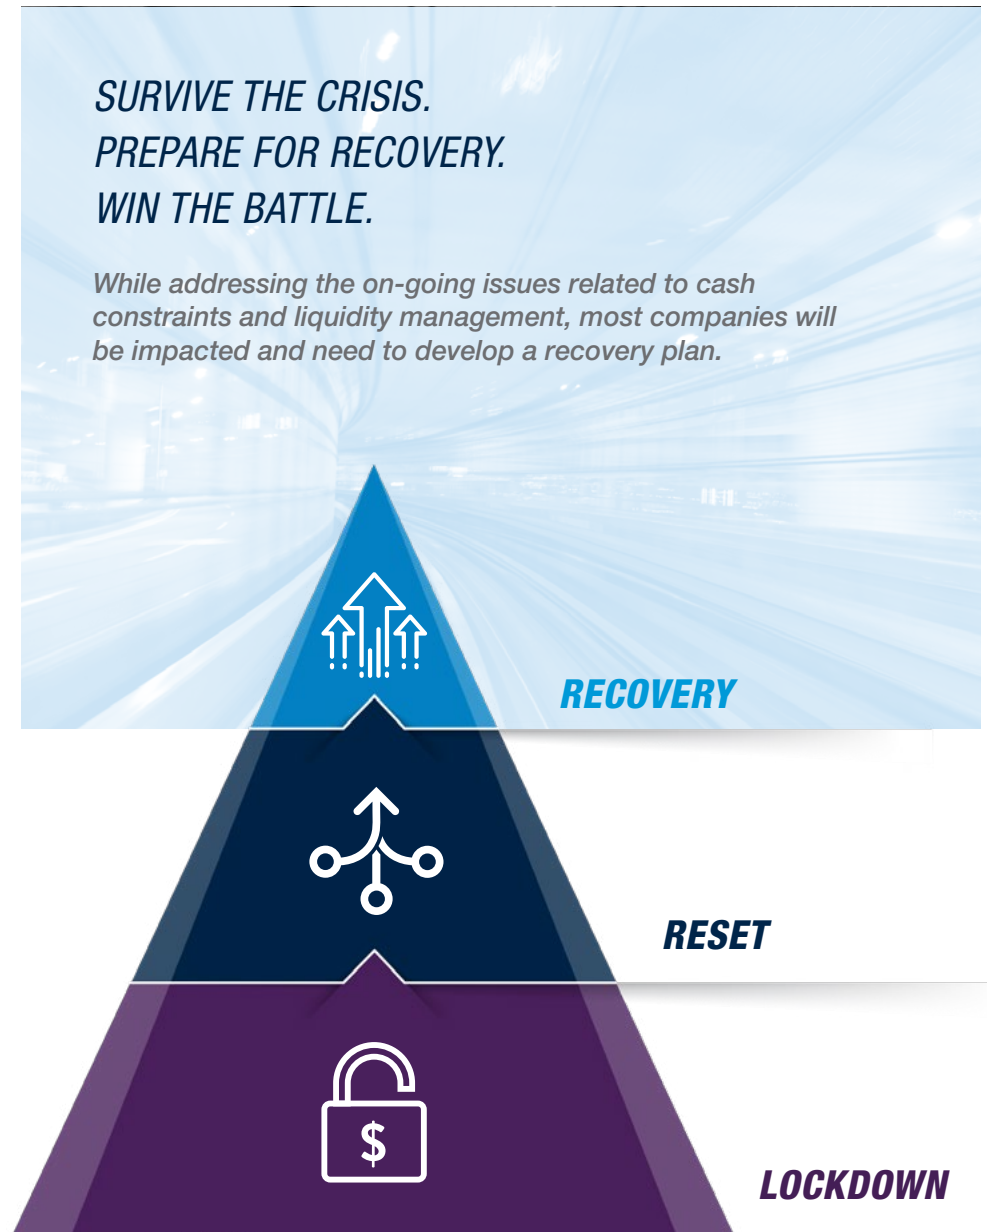 SURVIVE THE CRISIS.
PREPARE FOR RECOVERY.
WIN THE BATTLE.
While addressing the on-going issues related to cash
constraints and liquidity management, most companies will
be impacted and need to develop a recovery plan.
RECOVERY
RESET
$
LOCKDOWN